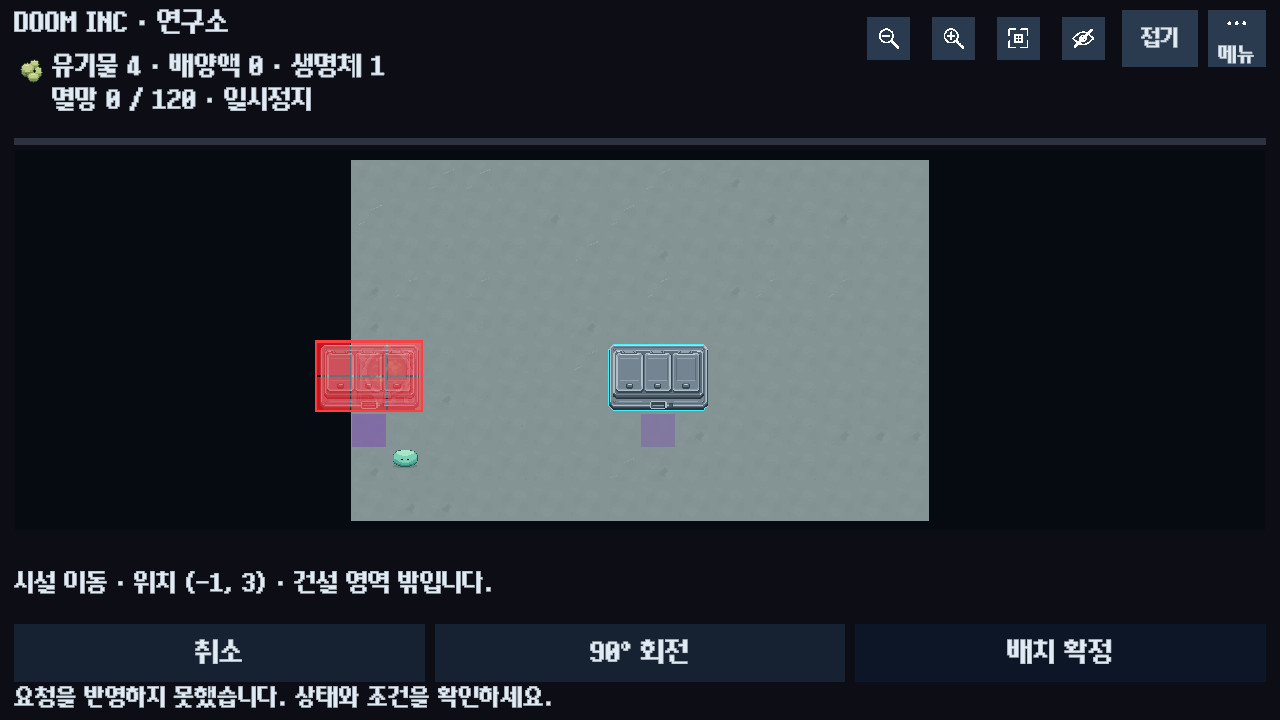 DOOM INC · 연구소
유기물 4 · 배양액 0 · 생명체 1
멸망 0 / 120 · 일시정지
접기
메뉴
시설 이동 · 위치 (-1, 3) · 건설 영역 밖입니다.
취소
90° 회전
배치 확정
요청을 반영하지 못했습니다. 상태와 조건을 확인하세요.